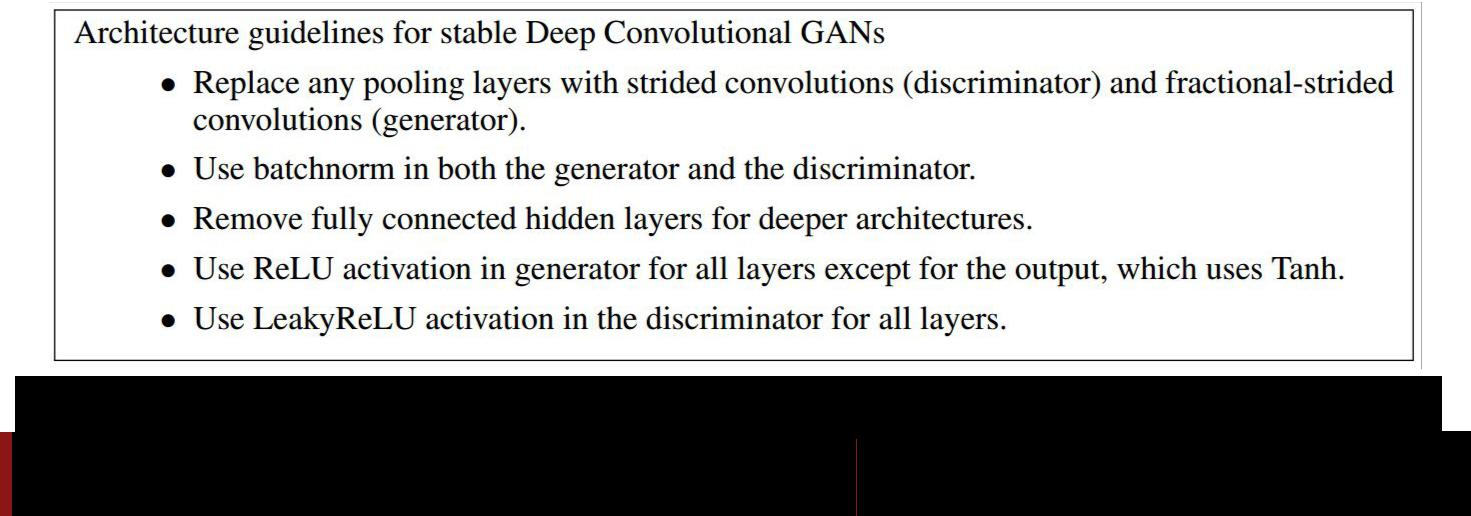 Architecture guidelines for stable Deep Convolutional GANs
• Replace any pooling layers with strided convolutions (discriminator) and fractional-strided
convolutions (generator).
• Use batchnorm in both the generator and the discriminator.
• Remove fully connected hidden layers for deeper architectures.
• Use ReLU activation in generator for all layers except for the output, which uses Tanh.
• Use LeakyReLU activation in the discriminator for all layers.